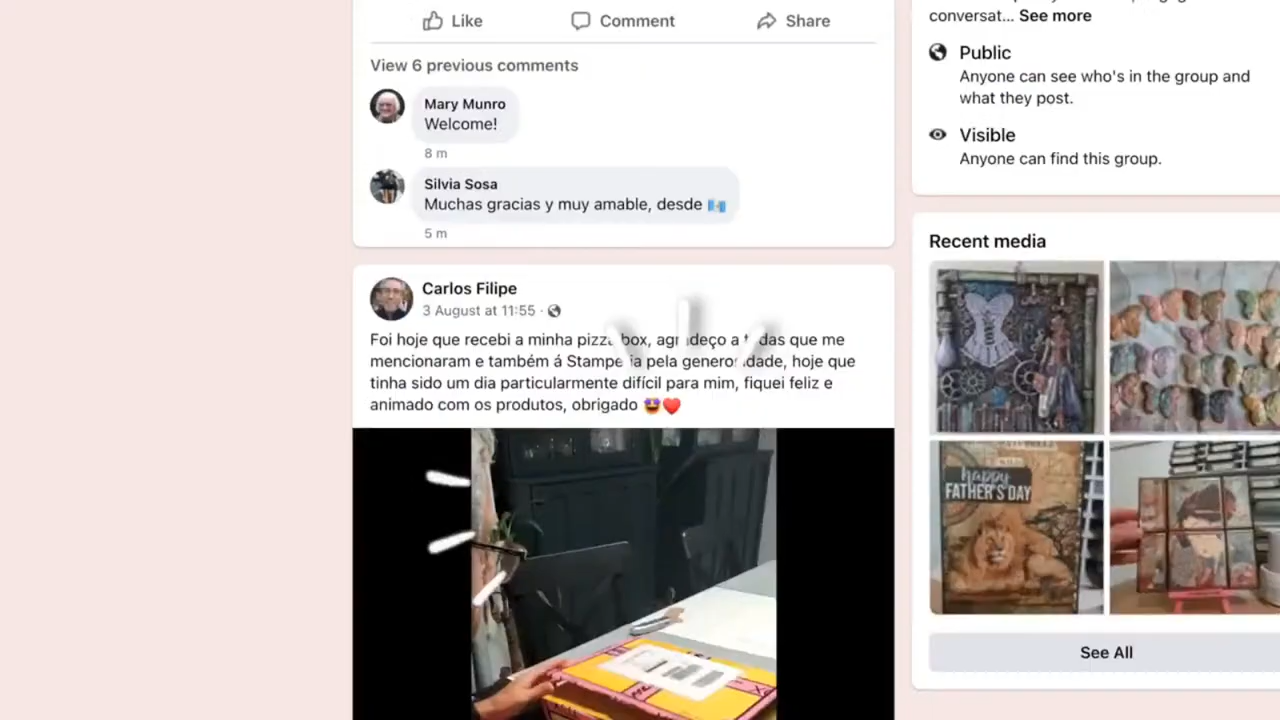 Like
Comment
Share
View 6 previous comments
Mary Munro
Welcome!
8 m
Silvia Sosa
Muchas gracias y muy amable, desde 🇬🇹
5 m
Carlos Filipe
3 August at 11:55 ·
Foi hoje que recebi a minha pizza box, agradeço a todas que me
mencionaram e também á Stamperia pela generosidade, hoje que
tinha sido um dia particularmente difícil para mim, fiquei feliz e
animado com os produtos, obrigado 🤩❤️
conversat... See more
Public
Anyone can see who's in the group and
what they post.
Visible
Anyone can find this group.
Recent media
happy
FATHER'S DAY
See All